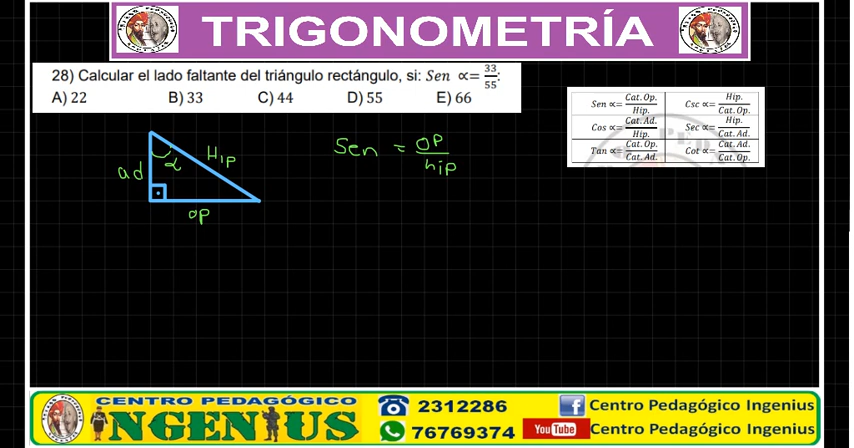 TRIGONOMETRÍA
28) Calcular el lado faltante del triángulo rectángulo, si: Sen ∝= 33/55:
A) 22 B) 33 C) 44 D) 55 E) 66
Sen ∝= Cat. Op./Hip. Csc ∝= Hip./Cat. Op.
Cos ∝= Cat. Ad./Hip. Sec ∝= Hip./Cat. Ad.
Tan ∝= Cat. Op./Cat. Ad. Cot ∝= Cat. Ad./Cat. Op.
Sen = OP/hip
Hip
α
ad
OP
CENTRO PEDAGÓGICO
INGENIUS
2312286
76769374
f Centro Pedagógico Ingenius
YouTube Centro Pedagógico Ingenius